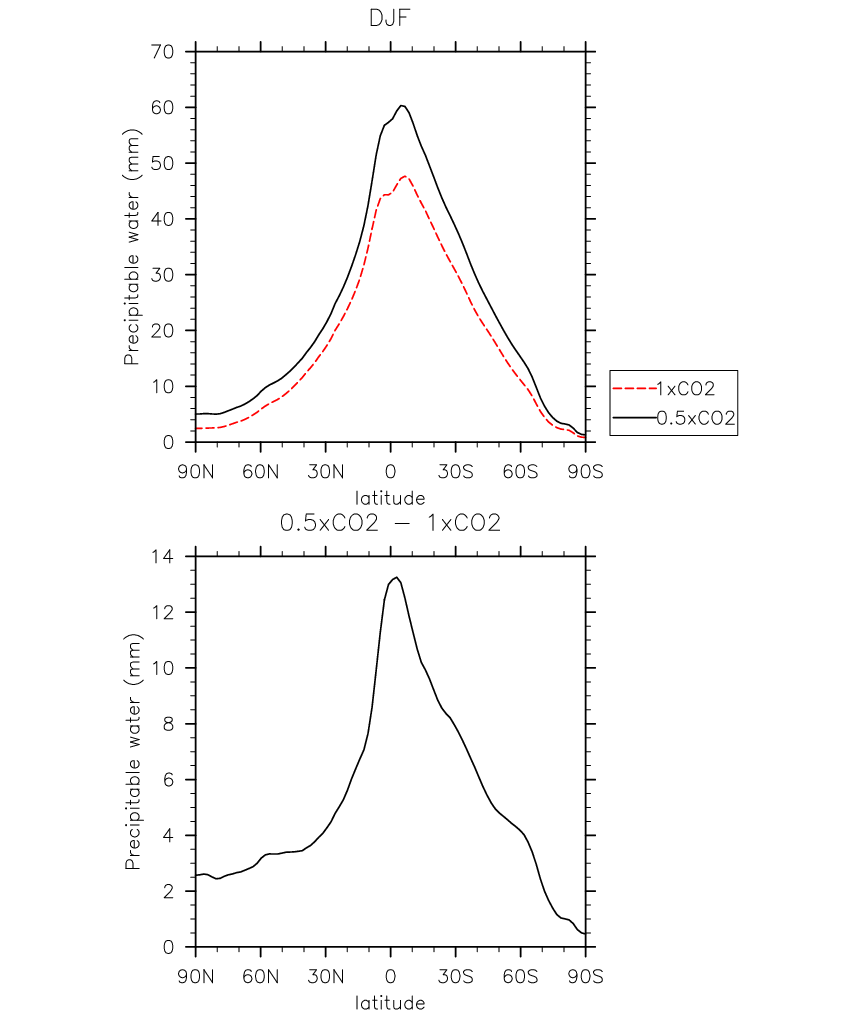 DJF
70
60
50
40
30
20
10
0
Precipitable water (mm)
90N 60N 30N 0 30S 60S 90S
latitude
1xCO2
0.5xCO2
0.5xCO2 − 1xCO2
14
12
10
8
6
4
2
0
Precipitable water (mm)
90N 60N 30N 0 30S 60S 90S
latitude